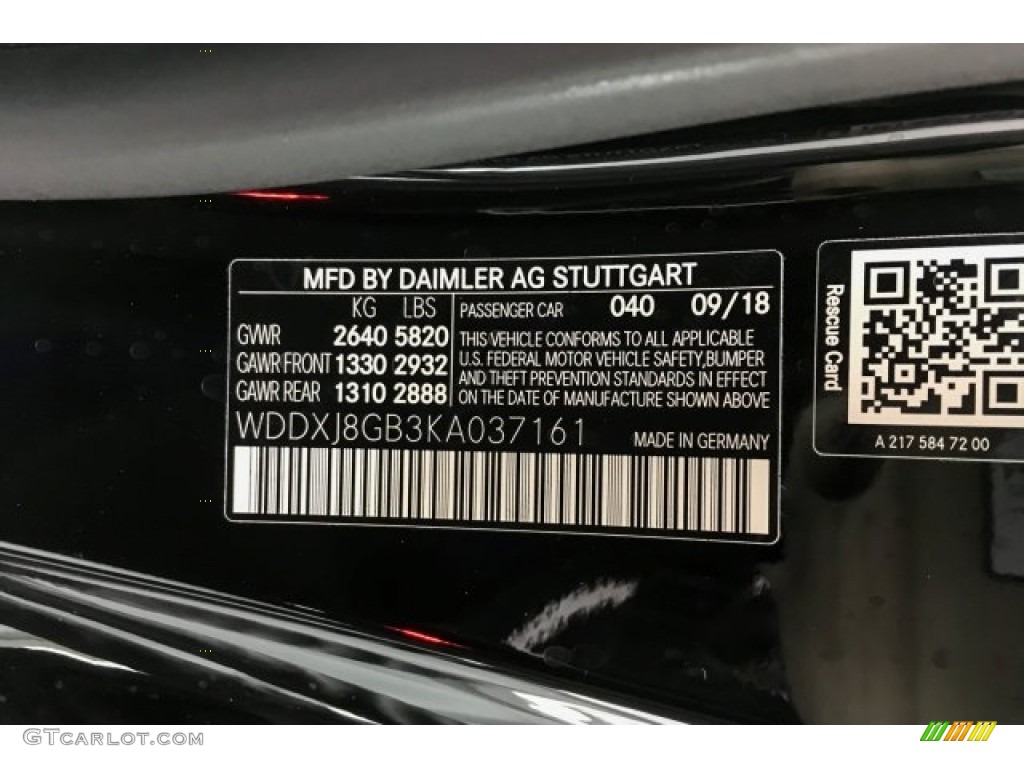 MFD BY DAIMLER AG STUTTGART
KG LBS
GVWR 2640 5820
GAWR FRONT 1330 2932
GAWR REAR 1310 2888
PASSENGER CAR 040 09/18
THIS VEHICLE CONFORMS TO ALL APPLICABLE
U.S. FEDERAL MOTOR VEHICLE SAFETY, BUMPER
AND THEFT PREVENTION STANDARDS IN EFFECT
ON THE DATE OF MANUFACTURE SHOWN ABOVE
WDDXJ8GB3KA037161
MADE IN GERMANY
Rescue Card
A 217 584 72 00
GTcarlot.com